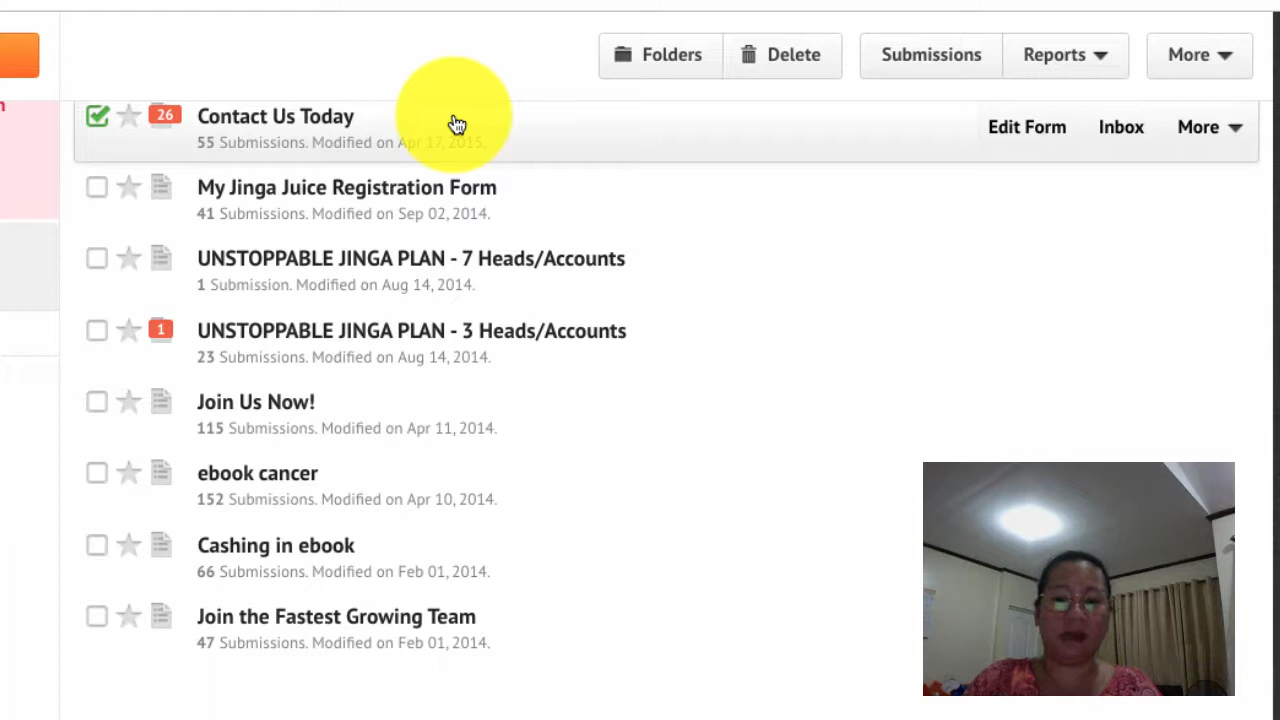 Folders
Delete
Submissions
Reports
More
26
Contact Us Today
Edit Form
Inbox
More
55 Submissions. Modified on Apr 17, 2015.
My Jinga Juice Registration Form
41 Submissions. Modified on Sep 02, 2014.
UNSTOPPABLE JINGA PLAN - 7 Heads/Accounts
1 Submission. Modified on Aug 14, 2014.
1
UNSTOPPABLE JINGA PLAN - 3 Heads/Accounts
23 Submissions. Modified on Aug 14, 2014.
Join Us Now!
115 Submissions. Modified on Apr 11, 2014.
ebook cancer
152 Submissions. Modified on Apr 10, 2014.
Cashing in ebook
66 Submissions. Modified on Feb 01, 2014.
Join the Fastest Growing Team
47 Submissions. Modified on Feb 01, 2014.